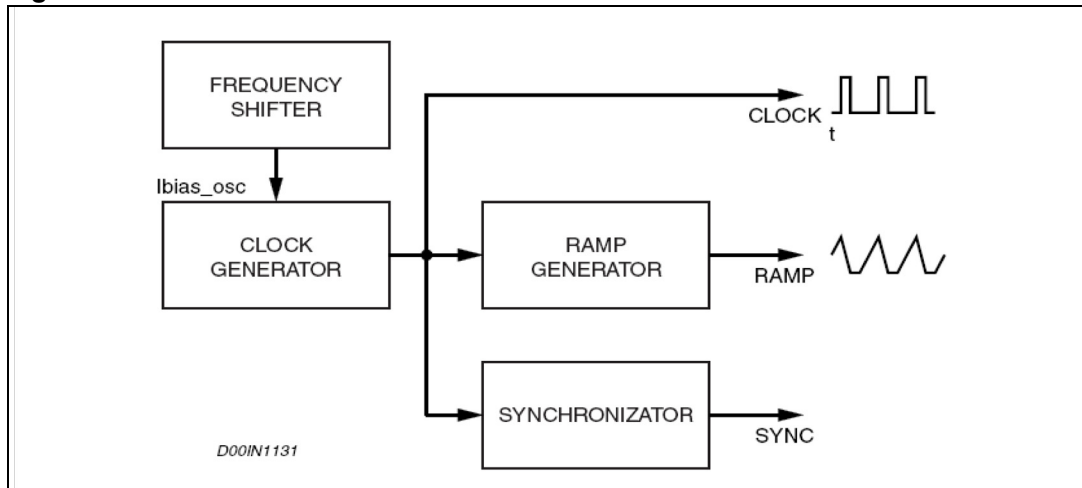 FREQUENCY
SHIFTER
CLOCK
t
Ibias_osc
CLOCK
GENERATOR
RAMP
GENERATOR
RAMP
SYNCHRONIZATOR
SYNC
D00IN1131